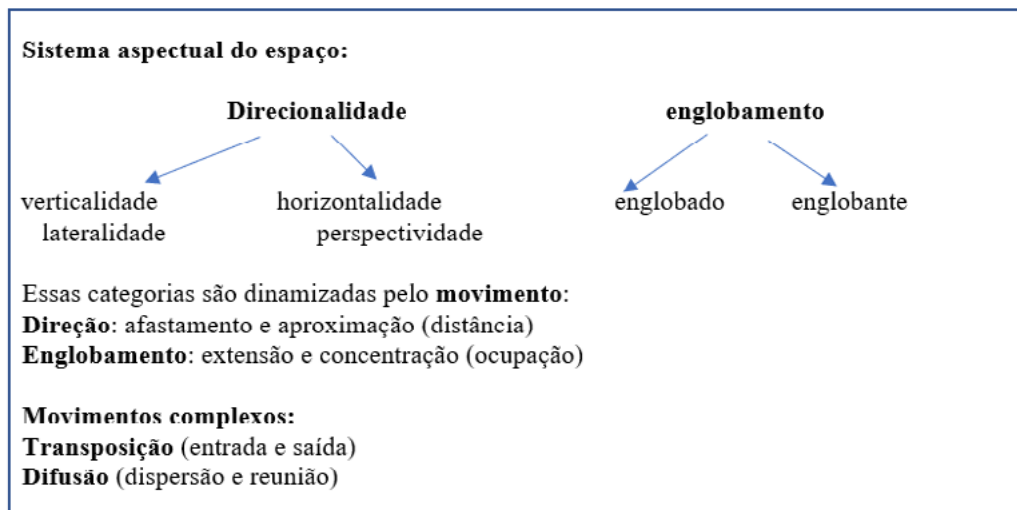 Sistema aspectual do espaço:
Direcionalidade englobamento
verticalidade horizontalidade englobado englobante
lateralidade perspectividade
Essas categorias são dinamizadas pelo movimento:
Direção: afastamento e aproximação (distância)
Englobamento: extensão e concentração (ocupação)
Movimentos complexos:
Transposição (entrada e saída)
Difusão (dispersão e reunião)